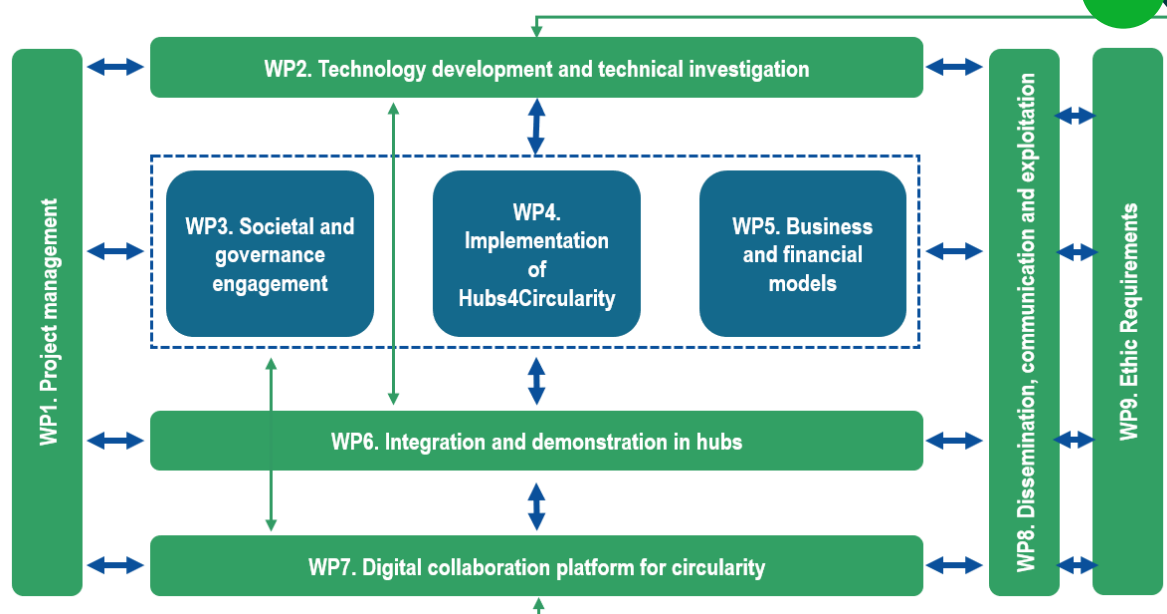 WP2. Technology development and technical investigation
WP1. Project management
WP3. Societal and
governance
engagement
WP4.
Implementation
of
Hubs4Circularity
WP5. Business
and financial
models
WP6. Integration and demonstration in hubs
WP7. Digital collaboration platform for circularity
WP8. Dissemination, communication and exploitation
WP9. Ethic Requirements